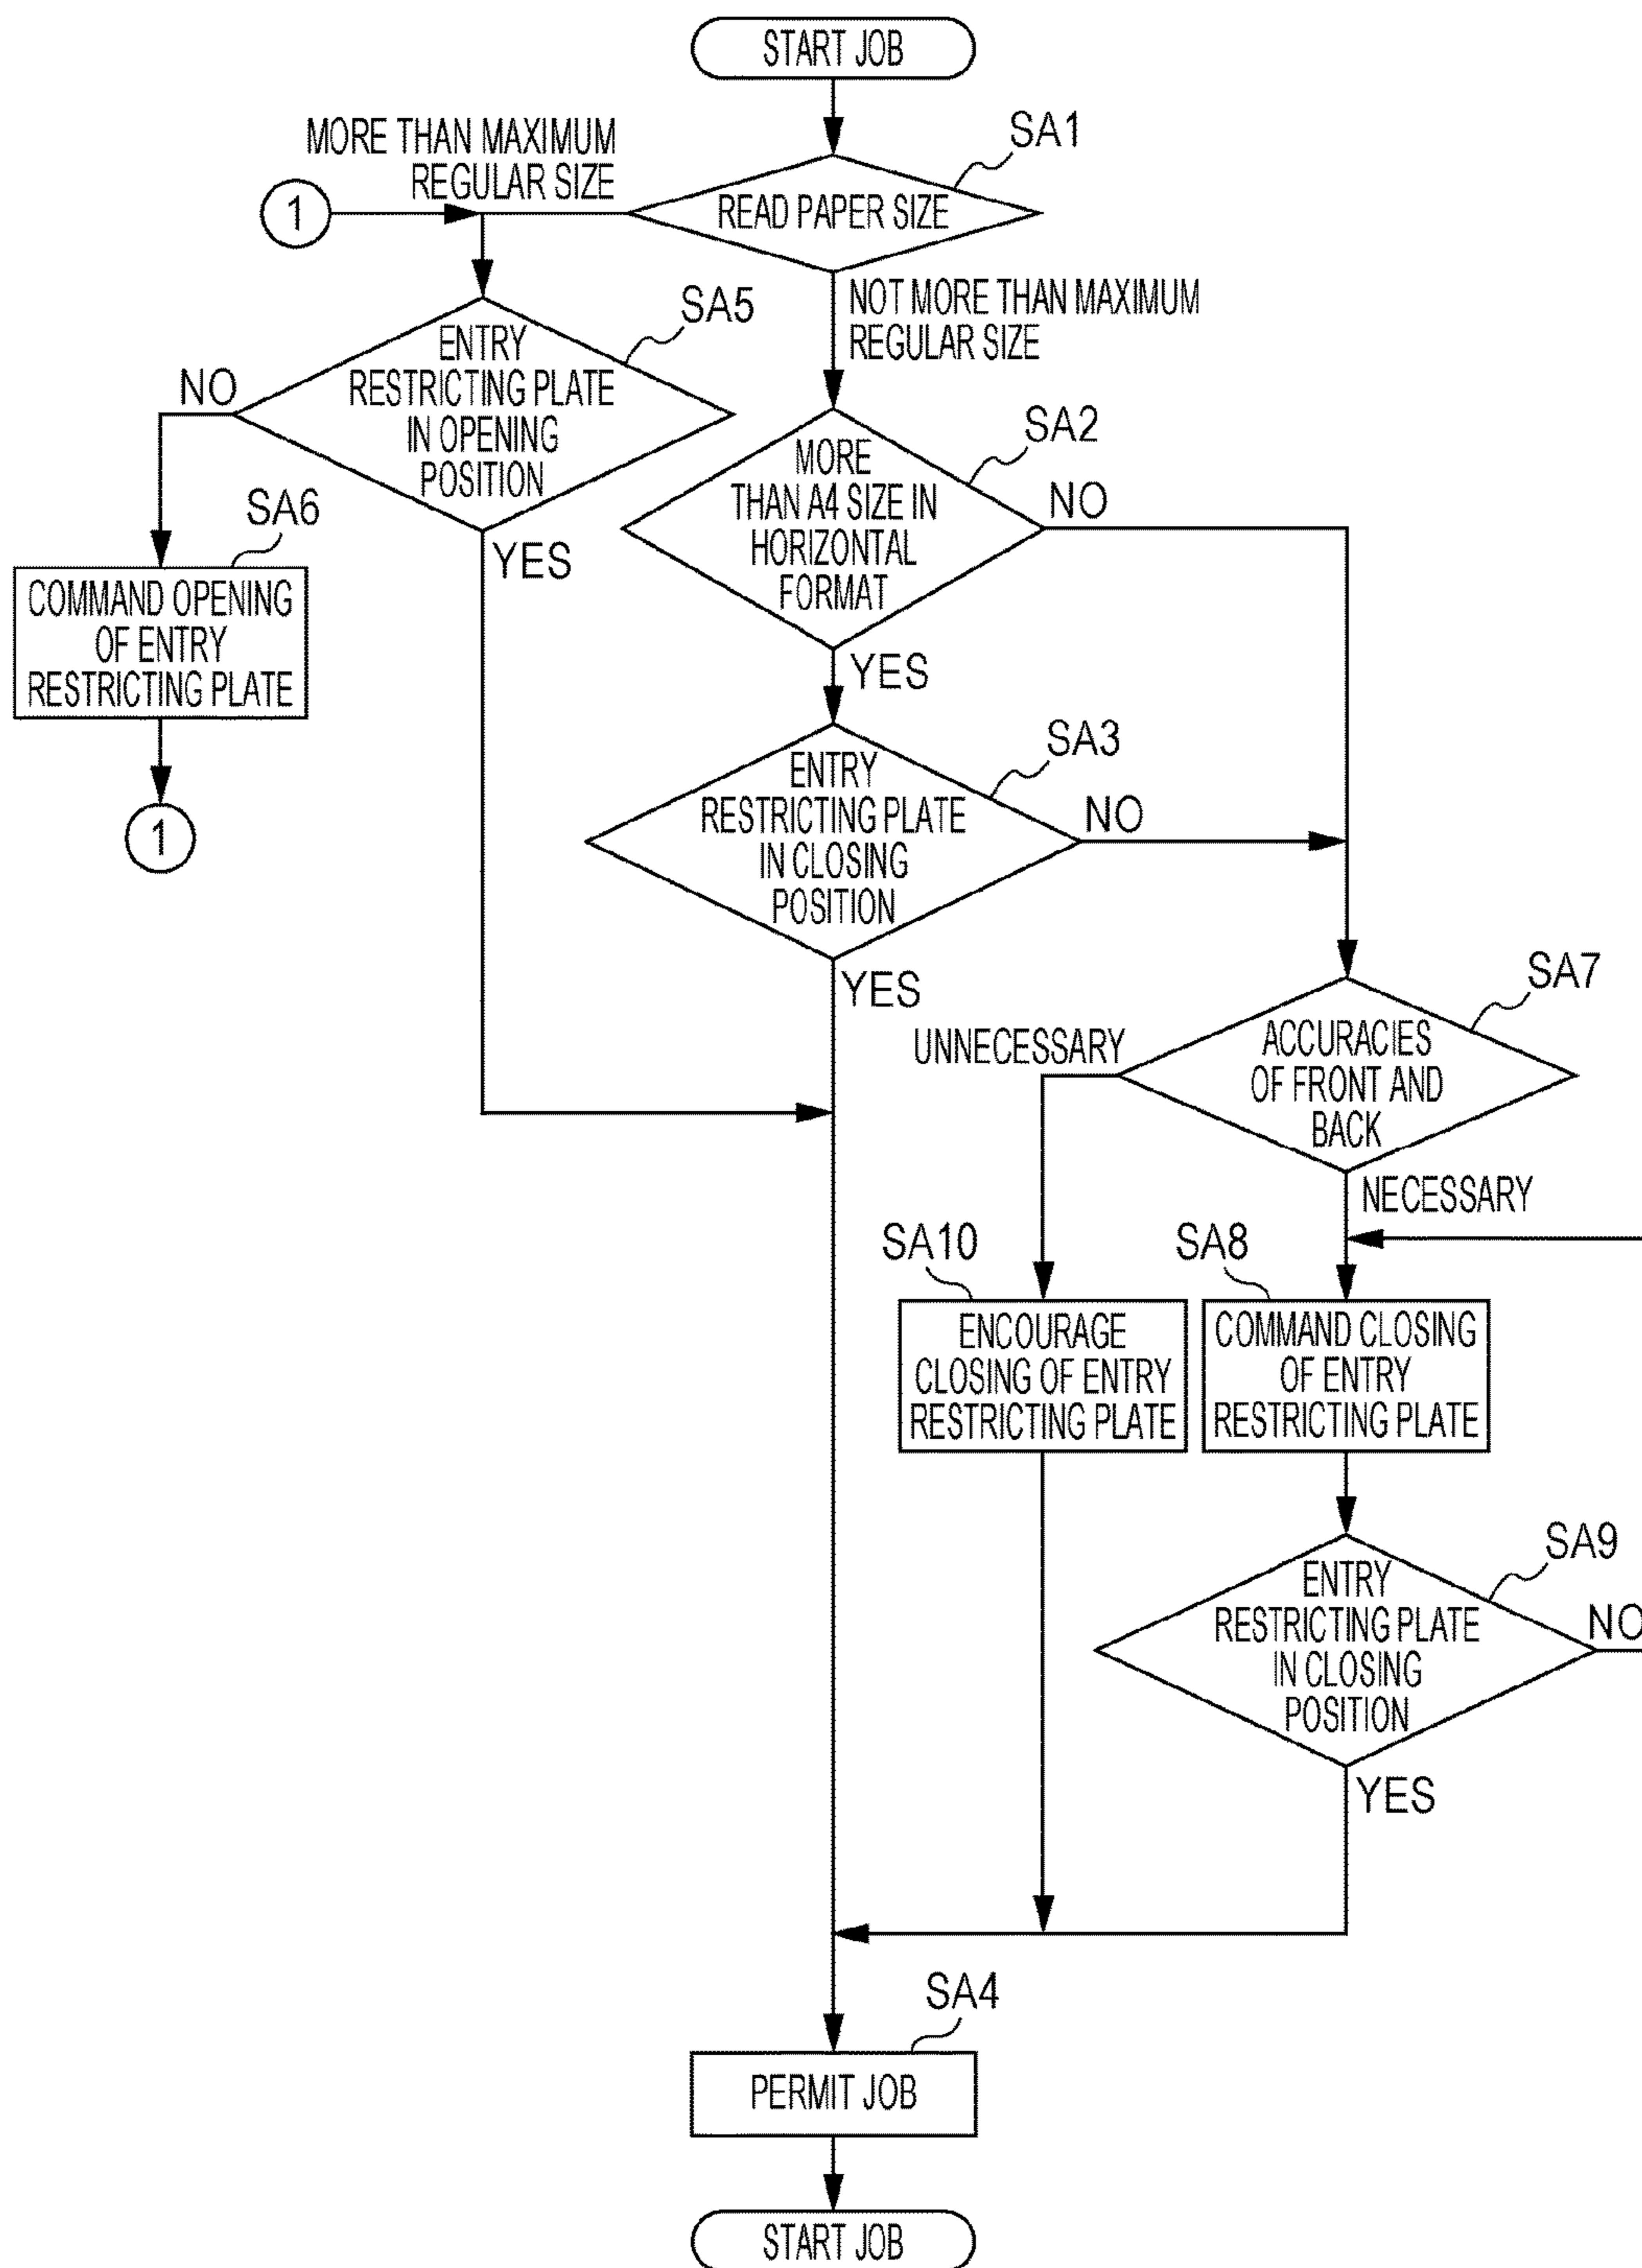 START JOB
SA1
MORE THAN MAXIMUM
REGULAR SIZE
1
READ PAPER SIZE
NOT MORE THAN MAXIMUM
REGULAR SIZE
SA5
ENTRY
RESTRICTING PLATE
IN OPENING
POSITION
NO
YES
SA2
MORE
THAN A4 SIZE IN
HORIZONTAL
FORMAT
NO
YES
SA6
COMMAND OPENING
OF ENTRY
RESTRICTING PLATE
1
SA3
ENTRY
RESTRICTING PLATE
IN CLOSING
POSITION
NO
YES
SA7
ACCURACIES
OF FRONT AND
BACK
UNNECESSARY
NECESSARY
SA10
ENCOURAGE
CLOSING OF ENTRY
RESTRICTING PLATE
SA8
COMMAND CLOSING
OF ENTRY
RESTRICTING PLATE
SA9
ENTRY
RESTRICTING PLATE
IN CLOSING
POSITION
NO
YES
SA4
PERMIT JOB
START JOB